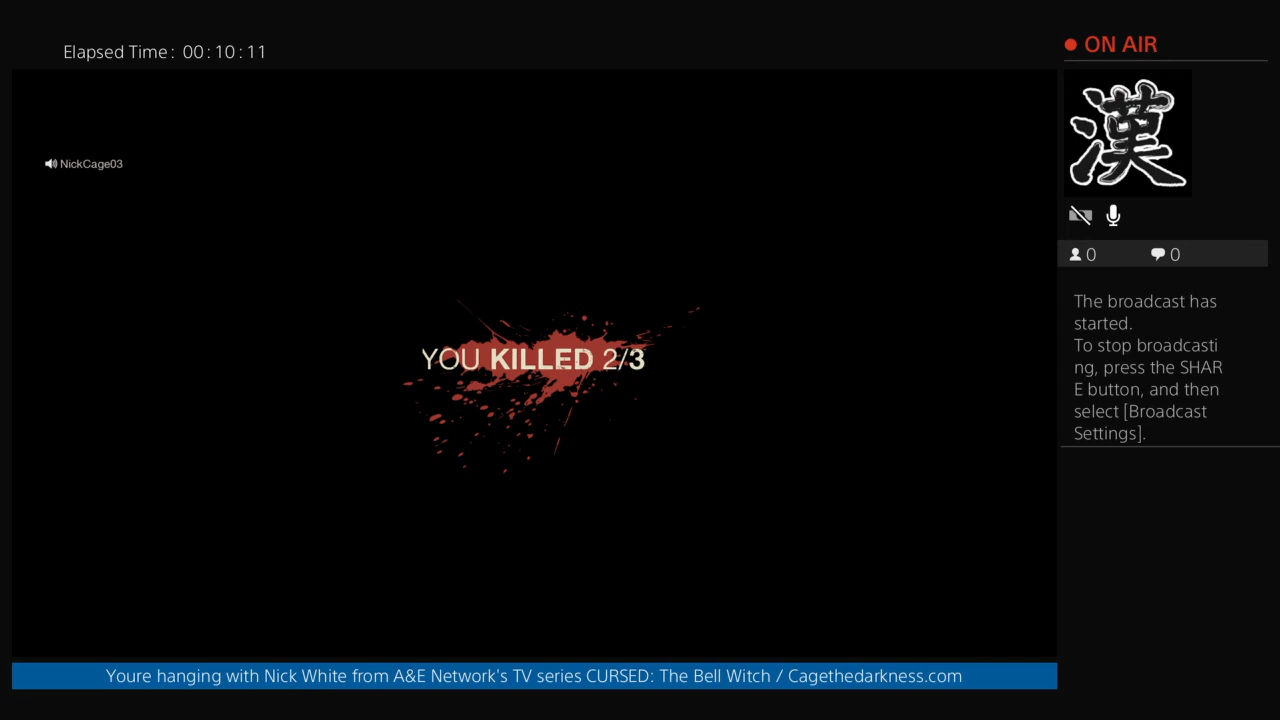 Elapsed Time: 00:10:11
ON AIR
漢
NickCage03
0 0
YOU KILLED 2/3
The broadcast has
started.
To stop broadcasti
ng, press the SHAR
E button, and then
select [Broadcast
Settings].
Youre hanging with Nick White from A&E Network's TV series CURSED: The Bell Witch / Cagethedarkness.com